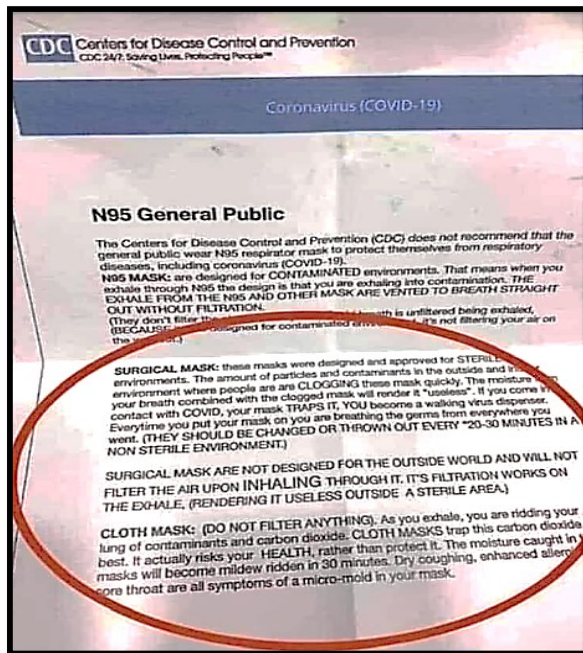 CDC Centers for Disease Control and Prevention
CDC 24/7: Saving Lives. Protecting People™
Coronavirus (COVID-19)
N95 General Public
The Centers for Disease Control and Prevention (CDC) does not recommend that the
general public wear N95 respirator mask to protect themselves from respiratory
diseases, including coronavirus (COVID-19).
N95 MASK: are designed for CONTAMINATED environments. That means when you
exhale through N95 the design is that you are exhaling into contamination. THE
EXHALE FROM THE N95 AND OTHER MASK ARE VENTED TO BREATH STRAIGHT
OUT WITHOUT FILTRATION.
(They don't filter the is unfiltered being exhaled,
(BECAUSE designed for contaminated it's not filtering your air on
the
SURGICAL MASK: these masks were designed and approved for STERILE
environments. The amount of particles and contaminants in the outside and
environment where people are are CLOGGING these mask quickly. The moisture
your breath combined with the clogged mask will render it "useless". If you come in
contact with COVID, your mask TRAPS IT, YOU become a walking virus dispenser.
Everytime you put your mask on you are breathing the germs from everywhere you
went. (THEY SHOULD BE CHANGED OR THROWN OUT EVERY "20-30 MINUTES IN A
NON STERILE ENVIRONMENT.)
SURGICAL MASK ARE NOT DESIGNED FOR THE OUTSIDE WORLD AND WILL NOT
FILTER THE AIR UPON INHALING THROUGH IT. IT'S FILTRATION WORKS ON
THE EXHALE, (RENDERING IT USELESS OUTSIDE A STERILE AREA.)
CLOTH MASK: (DO NOT FILTER ANYTHING). As you exhale, you are ridding your
lung of contaminants and carbon dioxide. CLOTH MASKS trap this carbon dioxide
best. It actually risks your HEALTH, rather than protect it. The moisture caught in
masks will become mildew ridden in 30 minutes. Dry coughing, enhanced
sore throat are all symptoms of a micro-mold in your mask.